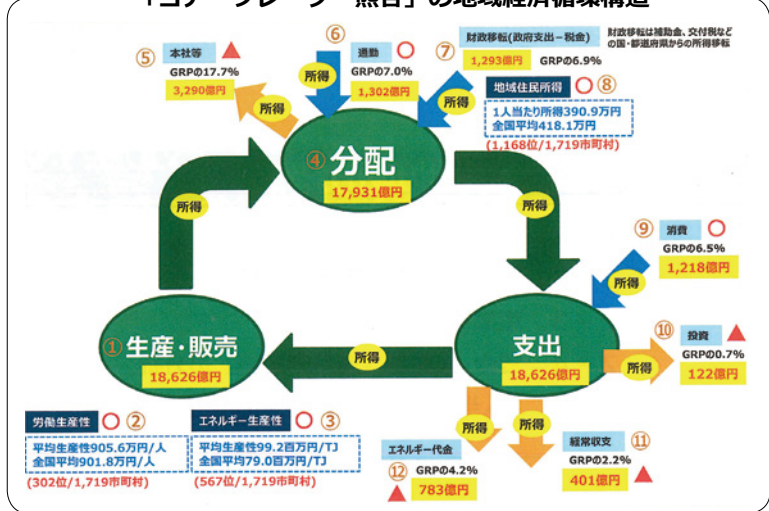 の地域経済循環構造
⑤ 本社等 ▲
GRPの17.7%
3,290億円
所得
⑥ 通勤 ○
GRPの7.0%
1,302億円
所得
⑦ 財政移転(政府支出－税金)
1,293億円 GRPの6.9%
所得
財政移転は補助金、交付税など
の国・都道府県からの所得移転
地域住民所得 ○ ⑧
1人当たり所得390.9万円
全国平均418.1万円
(1,168位/1,719市町村)
④ 分配
17,931億円
所得
所得
⑨ 消費 ○
GRPの6.5%
1,218億円
所得
① 生産・販売
18,626億円
所得
支出
18,626億円
⑩ 投資 ▲
GRPの0.7%
122億円
所得
労働生産性 ○ ②
平均生産性905.6万円/人
全国平均901.8万円/人
(302位/1,719市町村)
エネルギー生産性 ○ ③
平均生産性99.2百万円/TJ
全国平均79.0百万円/TJ
(567位/1,719市町村)
所得
所得
エネルギー代金
⑫ GRPの4.2%
▲ 783億円
経常収支 ⑪
GRPの2.2%
401億円 ▲